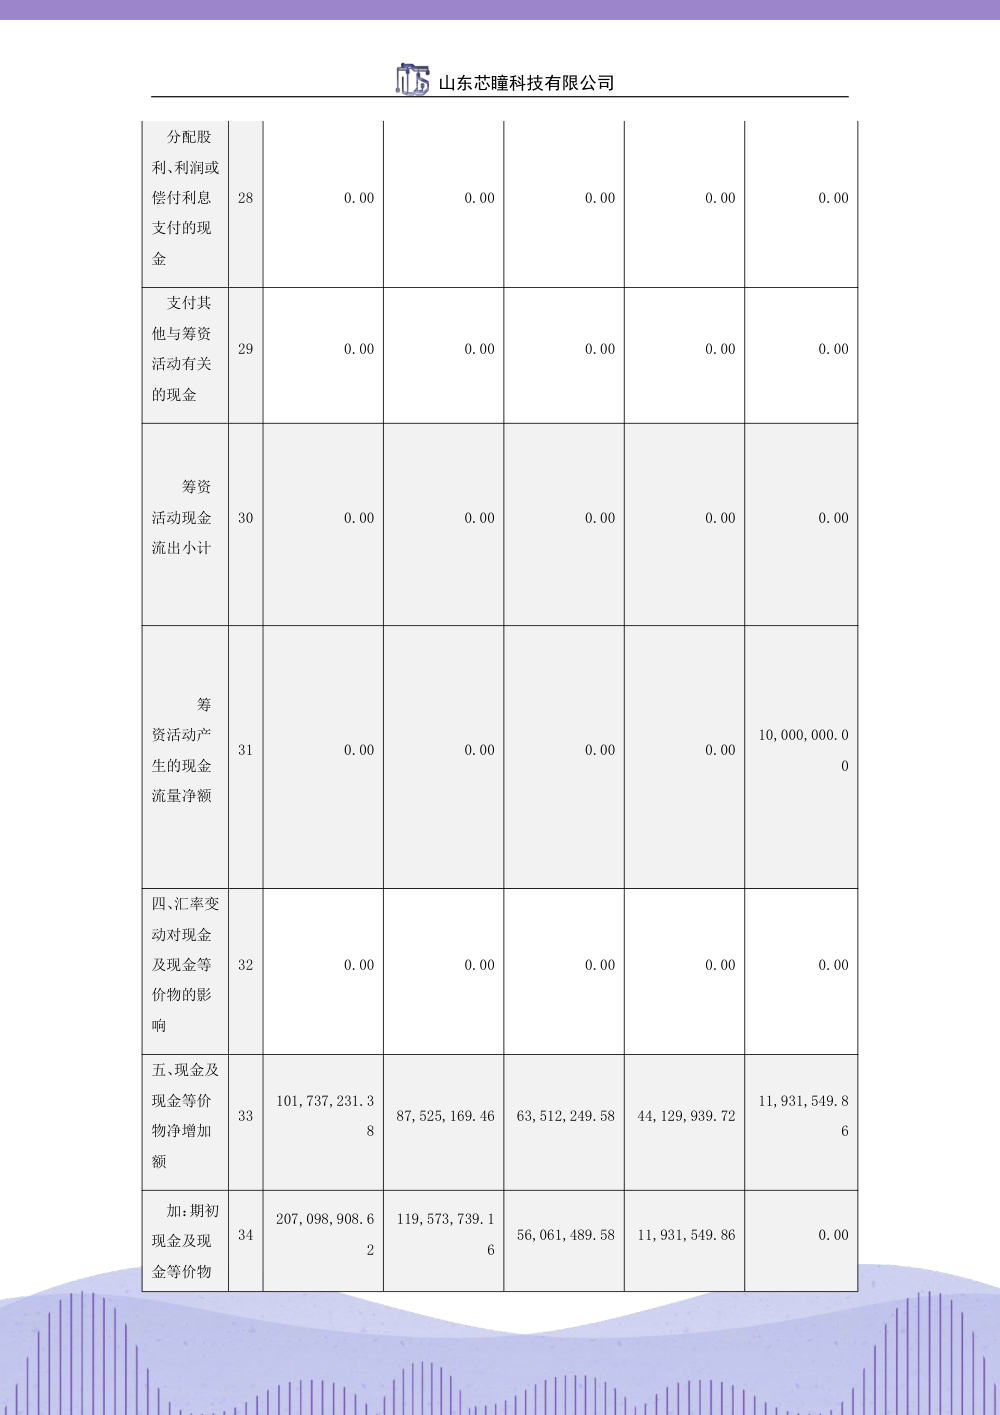 山东芯瞳科技有限公司
分配股
利、利润或
偿付利息
支付的现
金
28
0.00
0.00
0.00
0.00
0.00
支付其
他与筹资
活动有关
的现金
29
0.00
0.00
0.00
0.00
0.00
筹资
活动现金
流出小计
30
0.00
0.00
0.00
0.00
0.00
筹
资活动产
生的现金
流量净额
31
0.00
0.00
0.00
0.00
10,000,000.0
0
四、汇率变
动对现金
及现金等
价物的影
响
32
0.00
0.00
0.00
0.00
0.00
五、现金及
现金等价
物净增加
额
33
101,737,231.3
8
87,525,169.46
63,512,249.58
44,129,939.72
11,931,549.8
6
加:期初
现金及现
金等价物
34
207,098,908.6
2
119,573,739.1
6
56,061,489.58
11,931,549.86
0.00